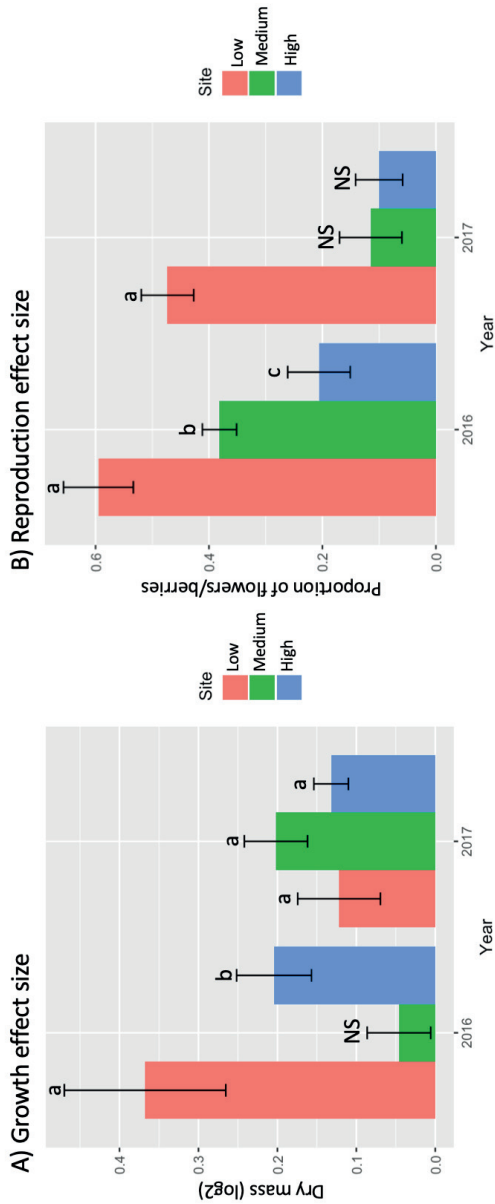 A) Growth effect size
Dry mass (log2)
0.4
0.3
0.2
0.1
0.0
a
NS
b
a
a
a
2016
2017
Year
Site
Low
Medium
High
B) Reproduction effect size
Proportion of flowers/berries
0.6
0.4
0.2
0.0
a
b
c
a
NS
NS
2016
2017
Year
Site
Low
Medium
High